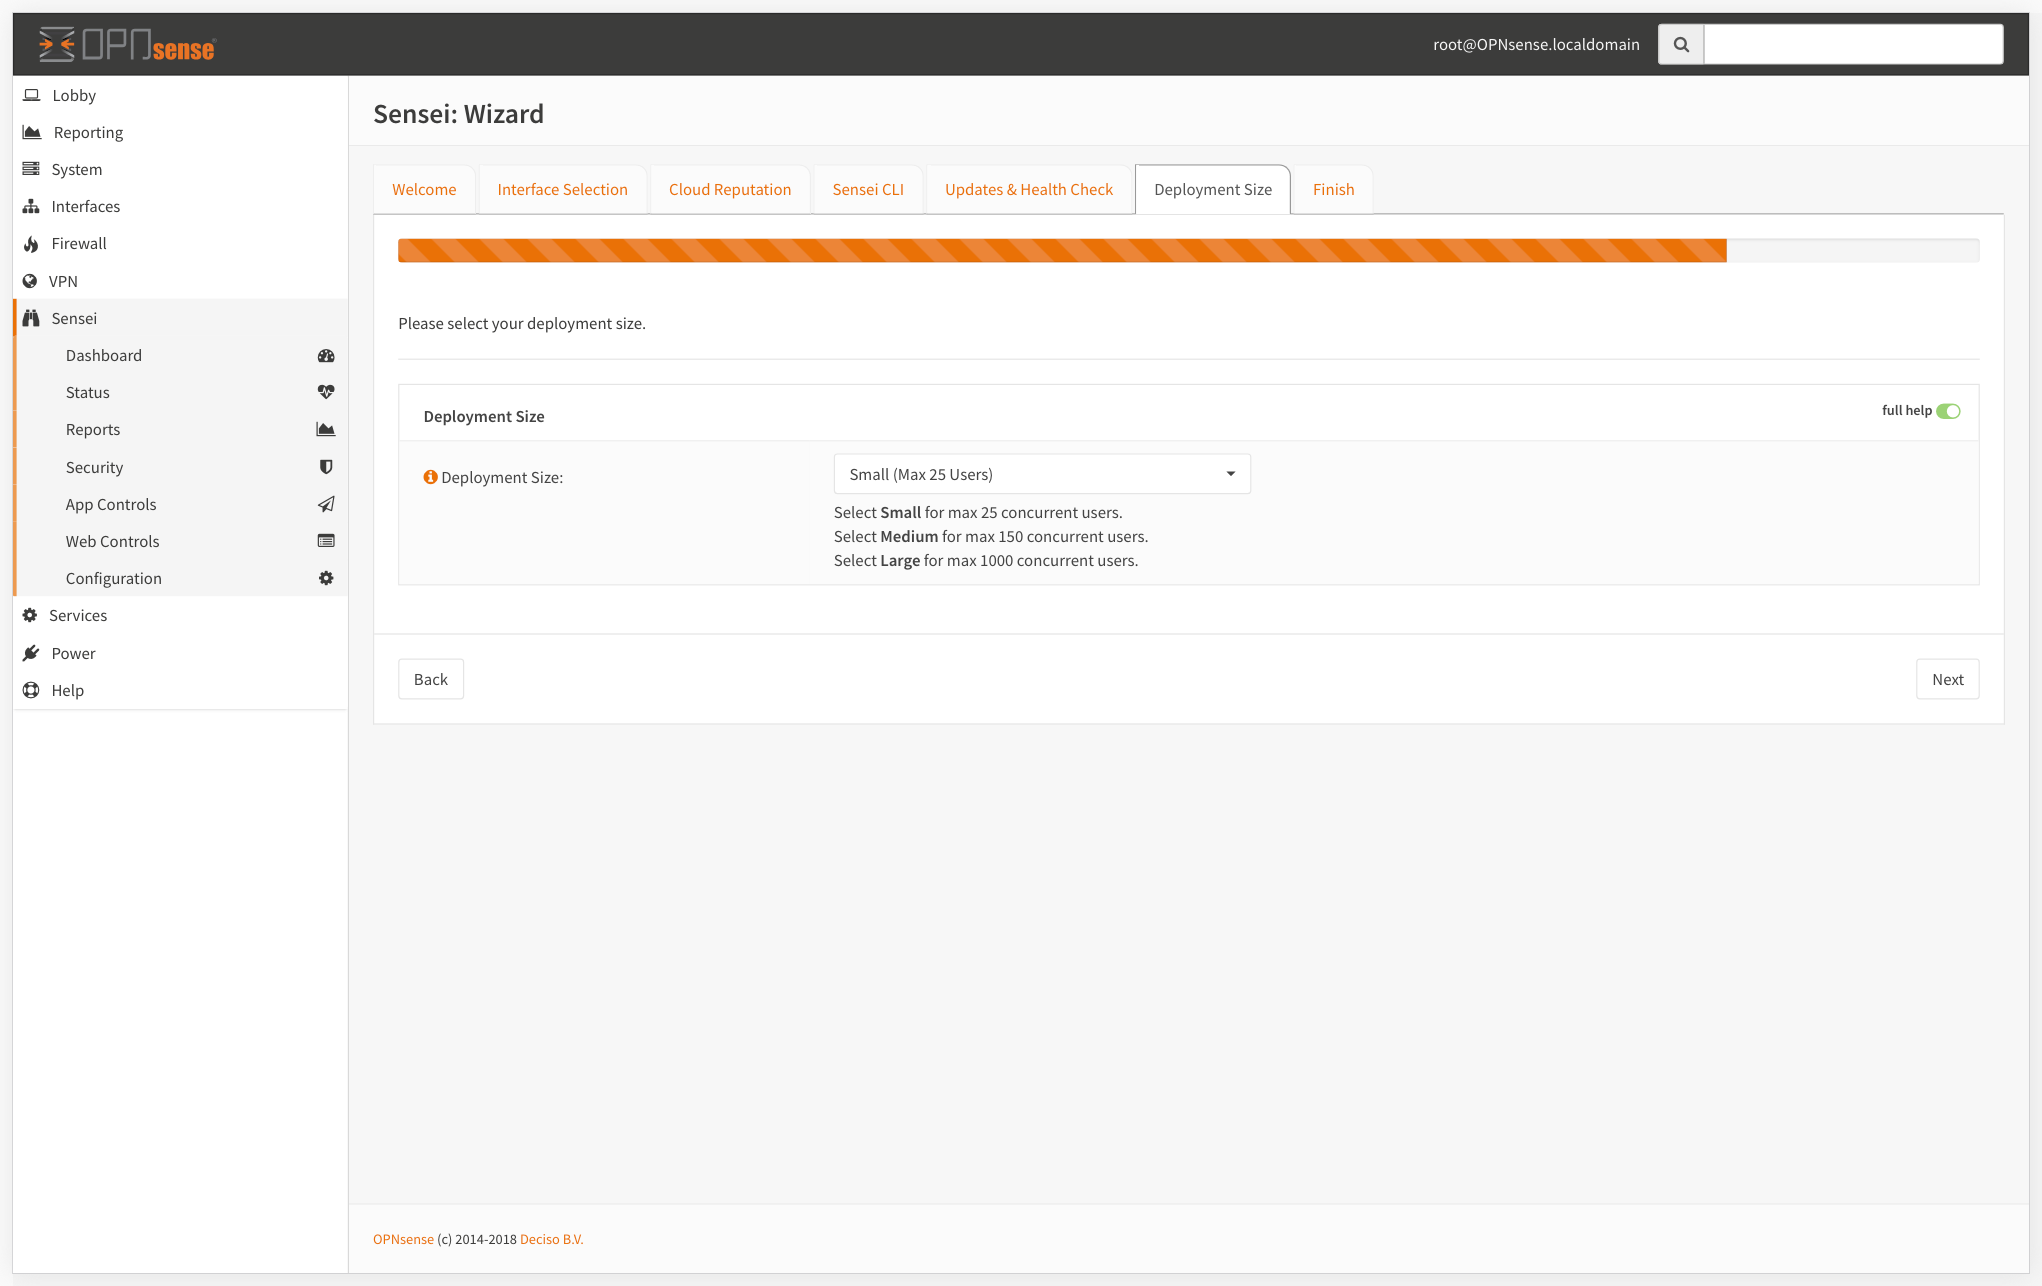 OPNsense
root@OPNsense.localdomain
Lobby
Reporting
System
Interfaces
Firewall
VPN
Sensei
Dashboard
Status
Reports
Security
App Controls
Web Controls
Configuration
Services
Power
Help
Sensei: Wizard
Welcome
Interface Selection
Cloud Reputation
Sensei CLI
Updates & Health Check
Deployment Size
Finish
Please select your deployment size.
Deployment Size
full help
Deployment Size:
Small (Max 25 Users)
Select Small for max 25 concurrent users.
Select Medium for max 150 concurrent users.
Select Large for max 1000 concurrent users.
Back
Next
OPNsense (c) 2014-2018 Deciso B.V.